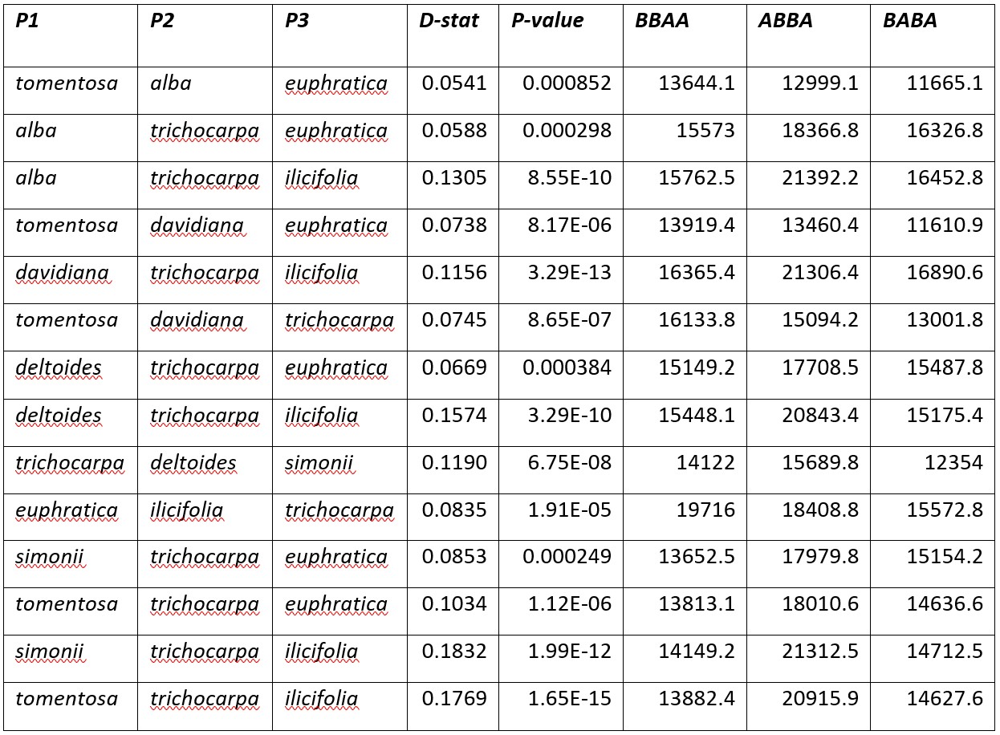 P1 P2 P3 D-stat P-value BBAA ABBA BABA
tomentosa alba euphratica 0.0541 0.000852 13644.1 12999.1 11665.1
alba trichocarpa euphratica 0.0588 0.000298 15573 18366.8 16326.8
alba trichocarpa ilicifolia 0.1305 8.55E-10 15762.5 21392.2 16452.8
tomentosa davidiana euphratica 0.0738 8.17E-06 13919.4 13460.4 11610.9
davidiana trichocarpa ilicifolia 0.1156 3.29E-13 16365.4 21306.4 16890.6
tomentosa davidiana trichocarpa 0.0745 8.65E-07 16133.8 15094.2 13001.8
deltoides trichocarpa euphratica 0.0669 0.000384 15149.2 17708.5 15487.8
deltoides trichocarpa ilicifolia 0.1574 3.29E-10 15448.1 20843.4 15175.4
trichocarpa deltoides simonii 0.1190 6.75E-08 14122 15689.8 12354
euphratica ilicifolia trichocarpa 0.0835 1.91E-05 19716 18408.8 15572.8
simonii trichocarpa euphratica 0.0853 0.000249 13652.5 17979.8 15154.2
tomentosa trichocarpa euphratica 0.1034 1.12E-06 13813.1 18010.6 14636.6
simonii trichocarpa ilicifolia 0.1832 1.99E-12 14149.2 21312.5 14712.5
tomentosa trichocarpa ilicifolia 0.1769 1.65E-15 13882.4 20915.9 14627.6